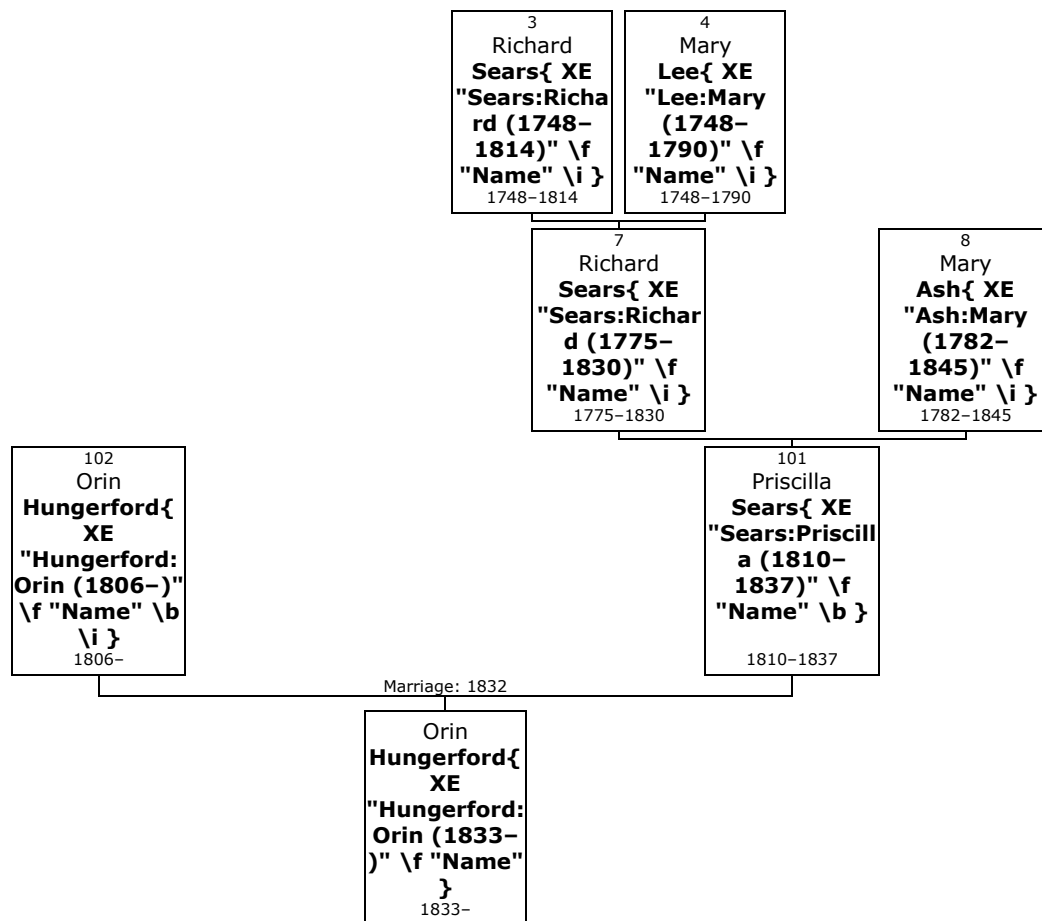 3
Richard
Sears{ XE
"Sears:Richa
rd (1748–
1814)" \f
"Name" \i }
1748–1814
4
Mary
Lee{ XE
"Lee:Mary
(1748–
1790)" \f
"Name" \i }
1748–1790
7
Richard
Sears{ XE
"Sears:Richar
d (1775–
1830)" \f
"Name" \i }
1775–1830
8
Mary
Ash{ XE
"Ash:Mary
(1782–
1845)" \f
"Name" \i }
1782–1845
102
Orin
Hungerford{
XE
"Hungerford:
Orin (1806–)"
\f "Name" \b
\i }
1806–
101
Priscilla
Sears{ XE
"Sears:Priscill
a (1810–
1837)" \f
"Name" \b }
1810–1837
Marriage: 1832
Orin
Hungerford{
XE
"Hungerford:
Orin (1833–
)" \f "Name"
}
1833–